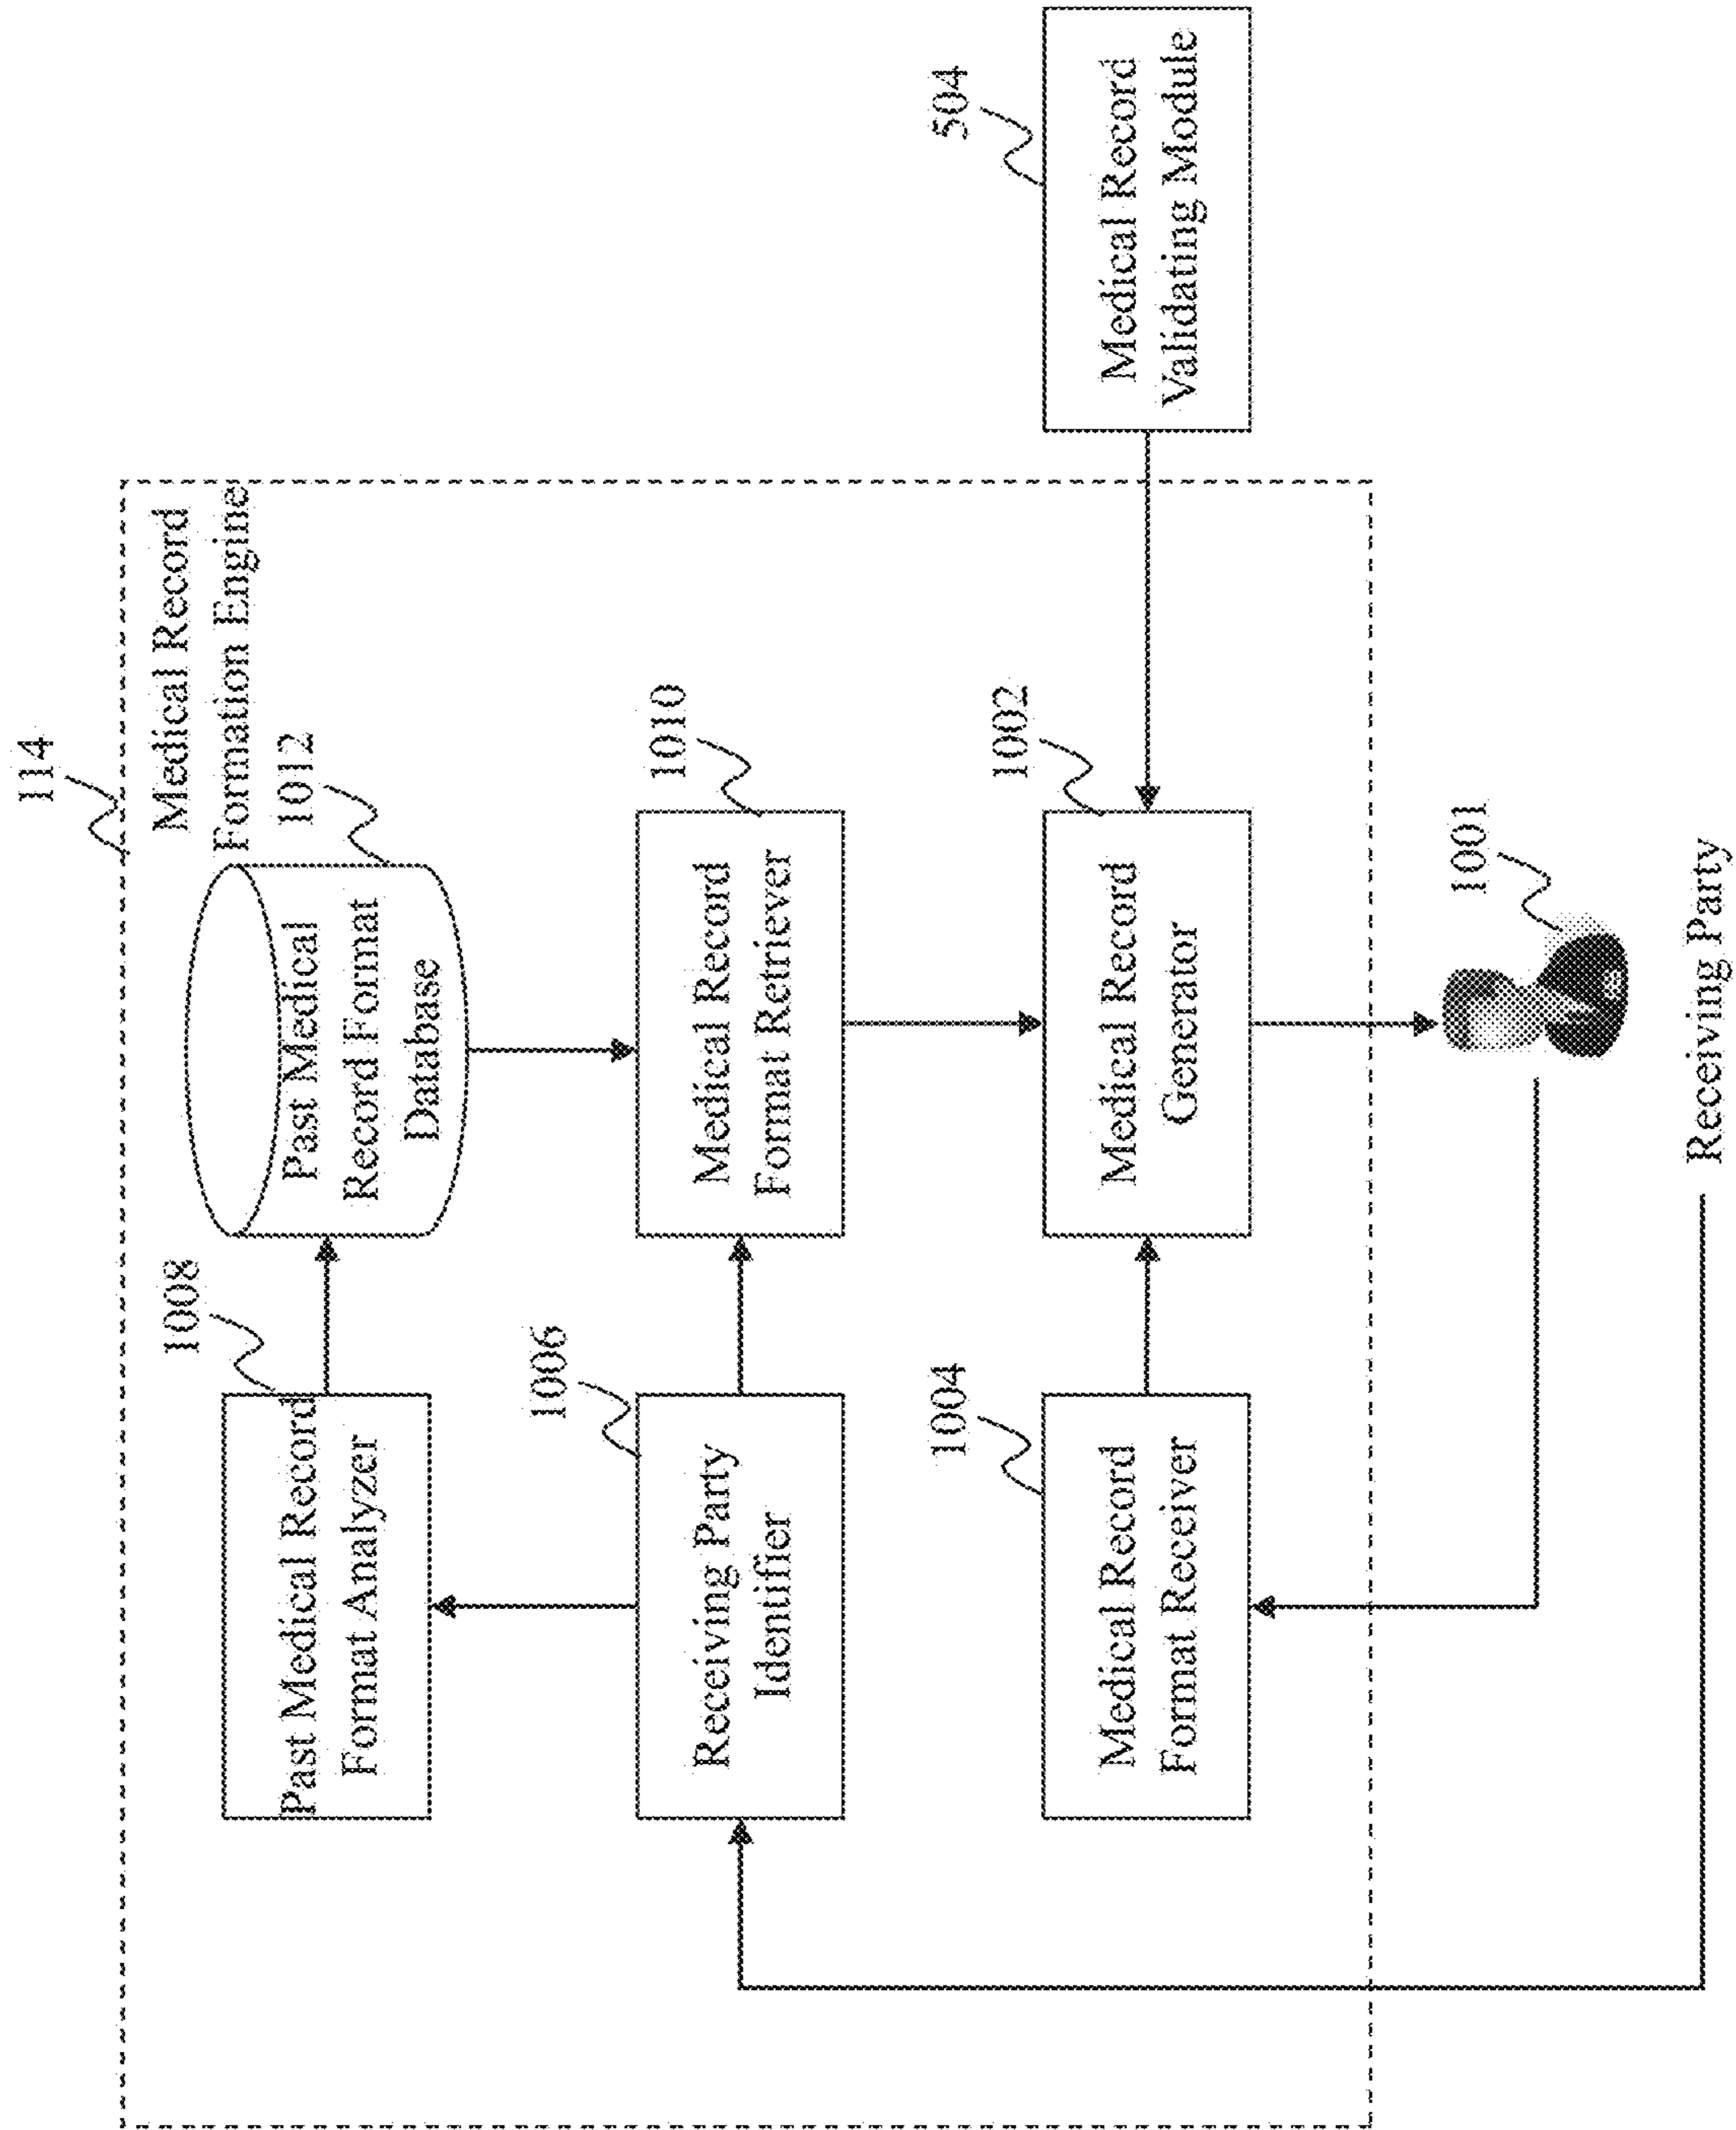 114
Medical Record
Formation Engine
1008
1012
Past Medical Record
Format Analyzer
Past Medical
Record Format
Database
1006
1010
Receiving Party
Identifier
Medical Record
Format Retriever
1004
1002
504
Medical Record
Format Receiver
Medical Record
Generator
Medical Record
Validating Module
1001
Receiving Party